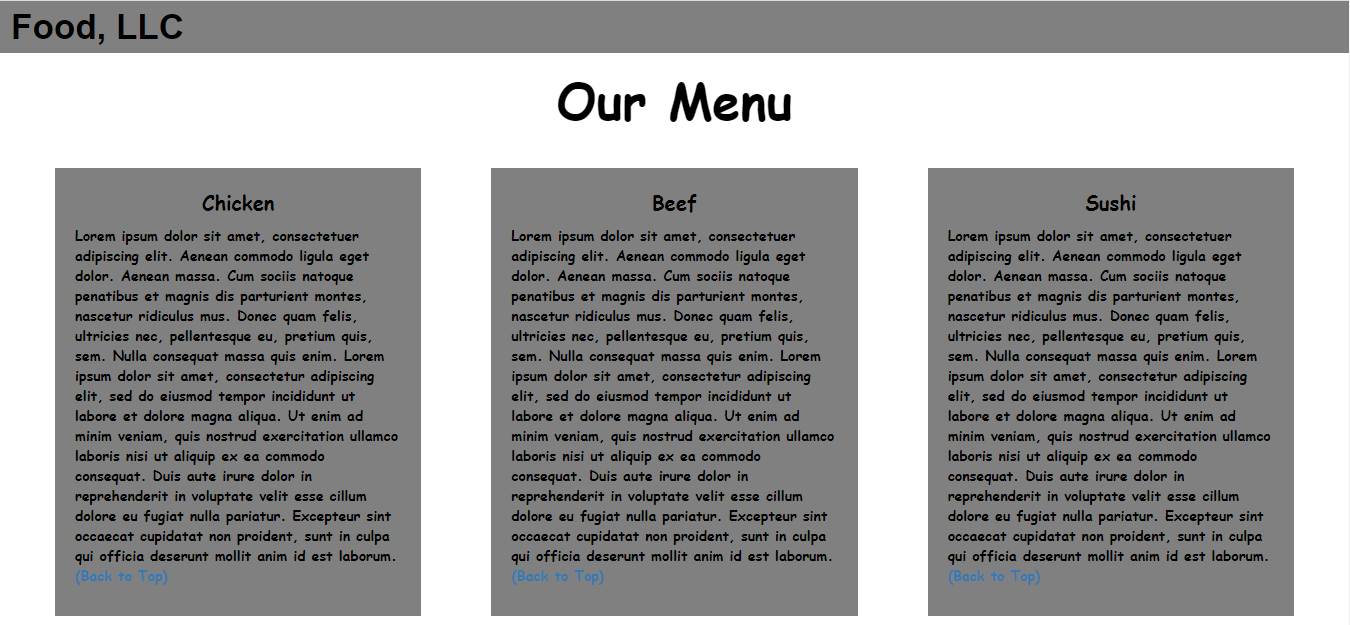 Food, LLC
Our Menu
Chicken
Lorem ipsum dolor sit amet, consectetuer
adipiscing elit. Aenean commodo ligula eget
dolor. Aenean massa. Cum sociis natoque
penatibus et magnis dis parturient montes,
nascetur ridiculus mus. Donec quam felis,
ultricies nec, pellentesque eu, pretium quis,
sem. Nulla consequat massa quis enim. Lorem
ipsum dolor sit amet, consectetur adipiscing
elit, sed do eiusmod tempor incididunt ut
labore et dolore magna aliqua. Ut enim ad
minim veniam, quis nostrud exercitation ullamco
laboris nisi ut aliquip ex ea commodo
consequat. Duis aute irure dolor in
reprehenderit in voluptate velit esse cillum
dolore eu fugiat nulla pariatur. Excepteur sint
occaecat cupidatat non proident, sunt in culpa
qui officia deserunt mollit anim id est laborum.
(Back to Top)
Beef
Lorem ipsum dolor sit amet, consectetuer
adipiscing elit. Aenean commodo ligula eget
dolor. Aenean massa. Cum sociis natoque
penatibus et magnis dis parturient montes,
nascetur ridiculus mus. Donec quam felis,
ultricies nec, pellentesque eu, pretium quis,
sem. Nulla consequat massa quis enim. Lorem
ipsum dolor sit amet, consectetur adipiscing
elit, sed do eiusmod tempor incididunt ut
labore et dolore magna aliqua. Ut enim ad
minim veniam, quis nostrud exercitation ullamco
laboris nisi ut aliquip ex ea commodo
consequat. Duis aute irure dolor in
reprehenderit in voluptate velit esse cillum
dolore eu fugiat nulla pariatur. Excepteur sint
occaecat cupidatat non proident, sunt in culpa
qui officia deserunt mollit anim id est laborum.
(Back to Top)
Sushi
Lorem ipsum dolor sit amet, consectetuer
adipiscing elit. Aenean commodo ligula eget
dolor. Aenean massa. Cum sociis natoque
penatibus et magnis dis parturient montes,
nascetur ridiculus mus. Donec quam felis,
ultricies nec, pellentesque eu, pretium quis,
sem. Nulla consequat massa quis enim. Lorem
ipsum dolor sit amet, consectetur adipiscing
elit, sed do eiusmod tempor incididunt ut
labore et dolore magna aliqua. Ut enim ad
minim veniam, quis nostrud exercitation ullamco
laboris nisi ut aliquip ex ea commodo
consequat. Duis aute irure dolor in
reprehenderit in voluptate velit esse cillum
dolore eu fugiat nulla pariatur. Excepteur sint
occaecat cupidatat non proident, sunt in culpa
qui officia deserunt mollit anim id est laborum.
(Back to Top)